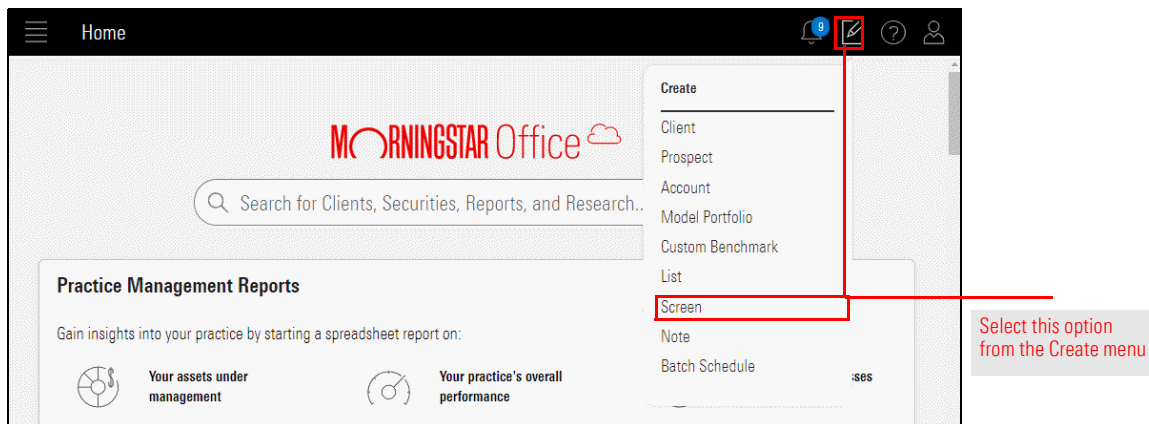 Home
9
Create
Client
Prospect
Account
Model Portfolio
Custom Benchmark
List
Screen
Note
Batch Schedule
MORNINGSTAR Office
Search for Clients, Securities, Reports, and Research..
Practice Management Reports
Gain insights into your practice by starting a spreadsheet report on:
Your assets under
management
Your practice's overall
performance
Select this option
from the Create menu